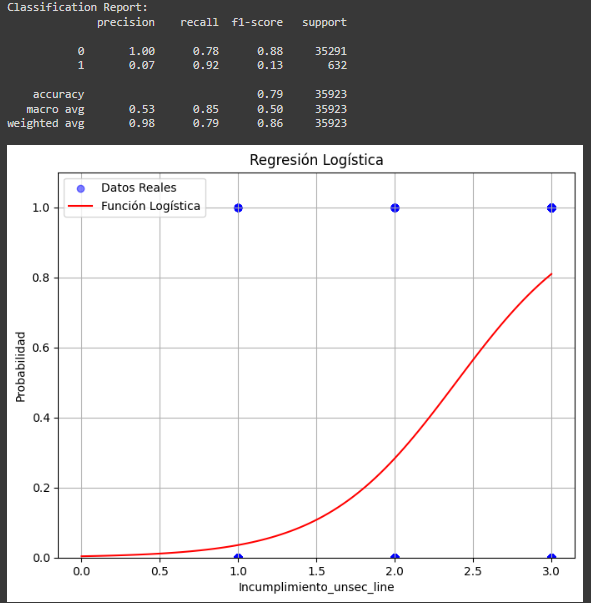 Classification Report:
precision recall f1-score support
0 1.00 0.78 0.88 35291
1 0.07 0.92 0.13 632
accuracy 0.79 35923
macro avg 0.53 0.85 0.50 35923
weighted avg 0.98 0.79 0.86 35923
Regresión Logística
Datos Reales
Función Logística
1.0
0.8
0.6
0.4
0.2
0.0
Probabilidad
0.0 0.5 1.0 1.5 2.0 2.5 3.0
Incumplimiento_unsec_line